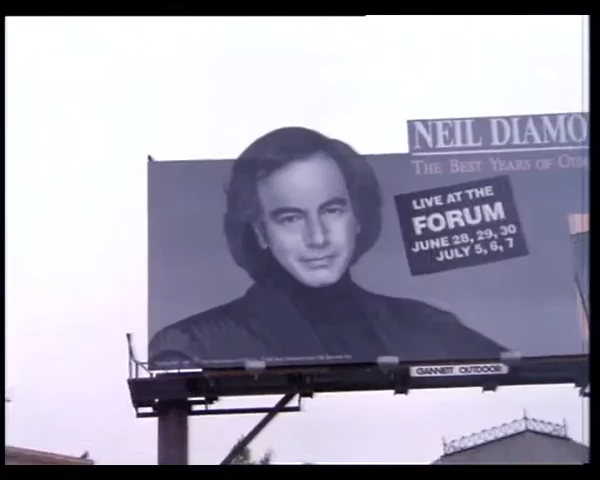 NEIL DIAMO
THE BEST YEARS OF OU
LIVE AT THE
FORUM
JUNE 28, 29, 30
JULY 5, 6, 7
GANNETT OUTDOOR